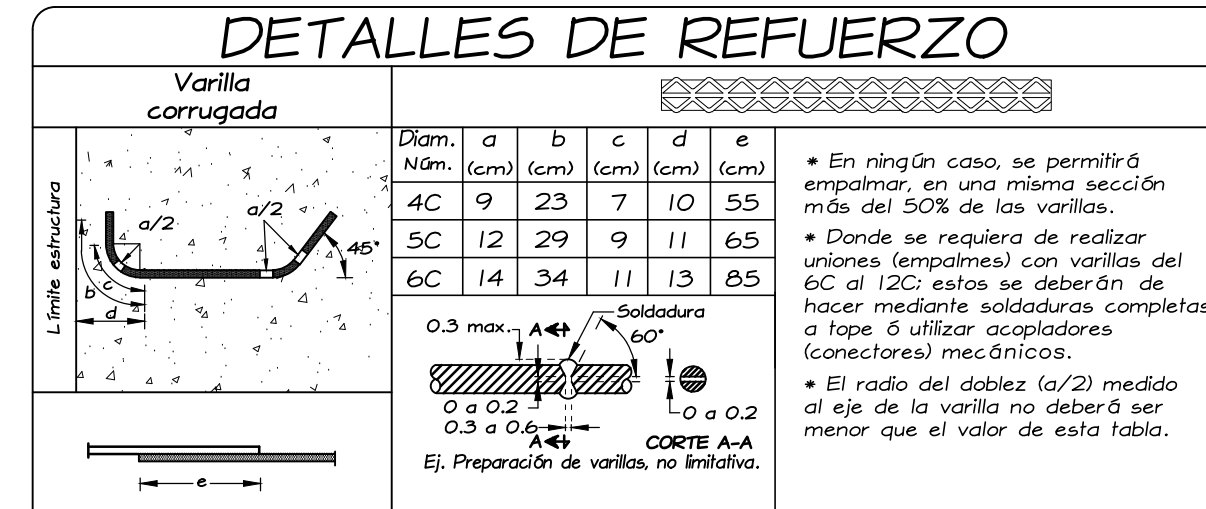 DETALLES DE REFUERZO
Varilla
corrugada
Límite estructura
a/2
a/2
45°
b
c
d
e
Diam. a b c d e
Núm. (cm) (cm) (cm) (cm) (cm)
4C 9 23 7 10 55
5C 12 29 9 11 65
6C 14 34 11 13 85
Soldadura
0.3 max.
A
60°
0 a 0.2
0.3 a 0.6
A
0 a 0.2
CORTE A-A
Ej. Preparación de varillas, no limitativa.
* En ningún caso, se permitirá
empalmar, en una misma sección
más del 50% de las varillas.
* Donde se requiera de realizar
uniones (empalmes) con varillas del
6C al 12C; estos se deberán de
hacer mediante soldaduras completas
a tope ó utilizar acopladores
(conectores) mecánicos.
* El radio del doblez (a/2) medido
al eje de la varilla no deberá ser
menor que el valor de esta tabla.